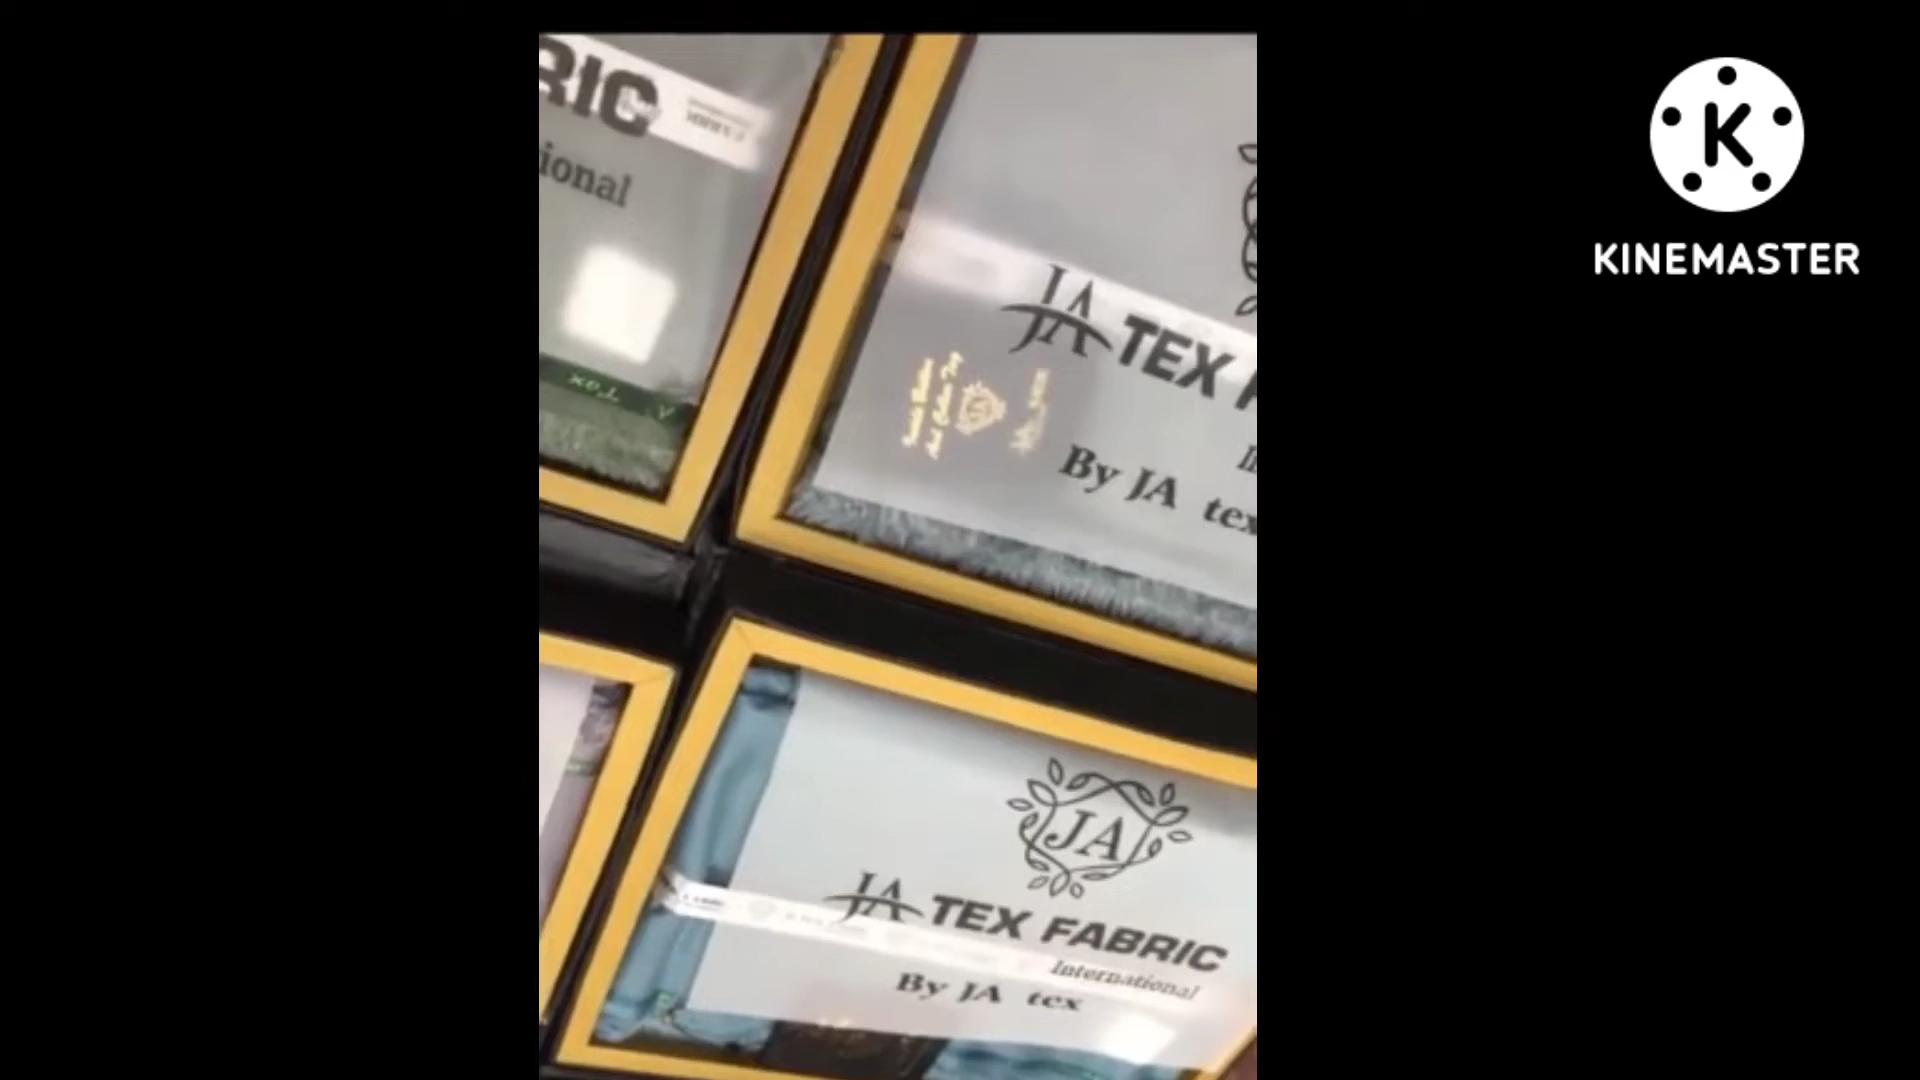 RIC
ional
JA TEX
By JA tex
JA
JA TEX FABRIC
International
By JA tex
K
KINEMASTER